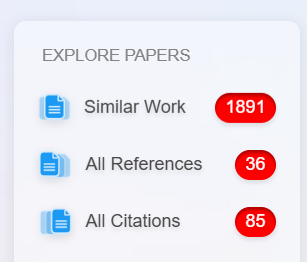 EXPLORE PAPERS
Similar Work 1891
All References 36
All Citations 85